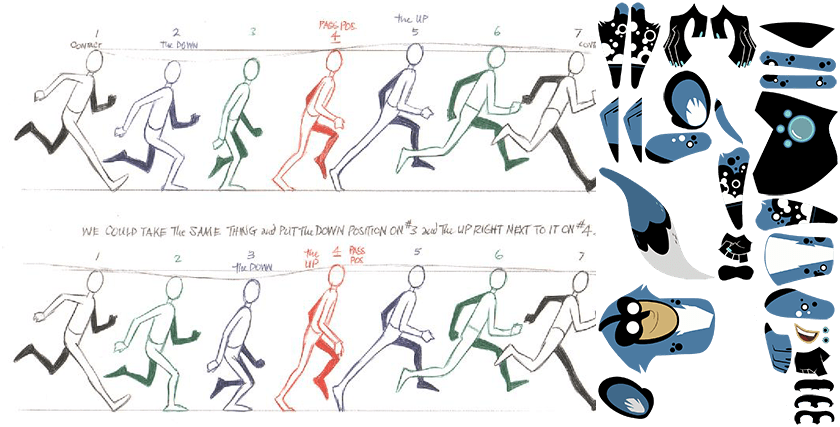 1 2 3 PASS POS. the UP 6 7
CONTACT the DOWN 4 5 CONT
WE COULD TAKE the SAME THING and PUT the DOWN POSITION ON #3 and the UP RIGHT NEXT TO IT ON #4.
1 2 3 the UP 4 PASS POS 5 6 7
the DOWN